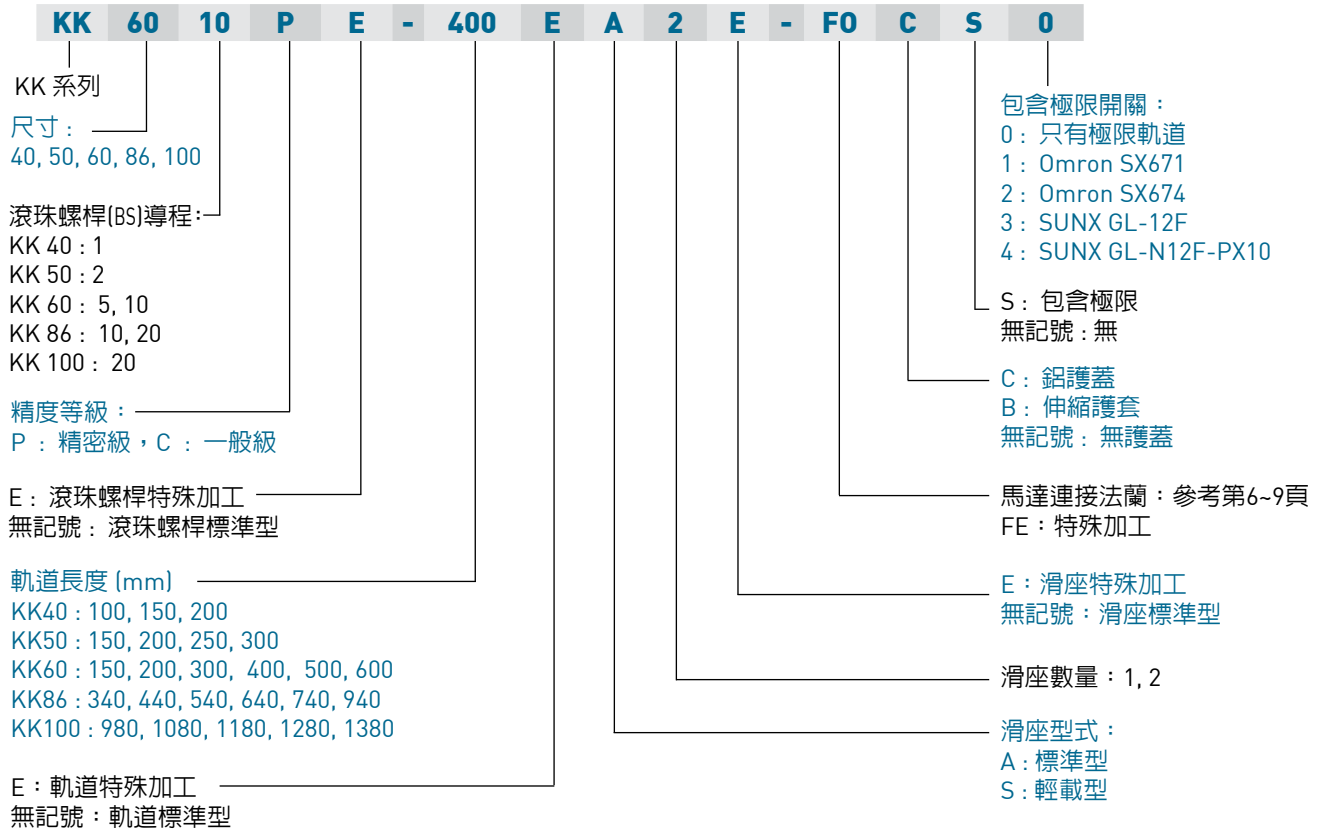 KK 60 10 P E - 400 E A 2 E - F0 C S 0
KK 系列
尺寸 :
40, 50, 60, 86, 100
滾珠螺桿(BS)導程:
KK 40 : 1
KK 50 : 2
KK 60 : 5, 10
KK 86 : 10, 20
KK 100 : 20
精度等級：
P : 精密級，C : 一般級
E : 滾珠螺桿特殊加工
無記號 : 滾珠螺桿標準型
軌道長度 (mm)
KK40 : 100, 150, 200
KK50 : 150, 200, 250, 300
KK60 : 150, 200, 300, 400, 500, 600
KK86 : 340, 440, 540, 640, 740, 940
KK100 : 980, 1080, 1180, 1280, 1380
E：軌道特殊加工
無記號：軌道標準型
包含極限開關：
0 : 只有極限軌道
1 : Omron SX671
2 : Omron SX674
3 : SUNX GL-12F
4 : SUNX GL-N12F-PX10
S : 包含極限
無記號 : 無
C : 鋁護蓋
B : 伸縮護套
無記號 : 無護蓋
馬達連接法蘭：參考第6~9頁
FE：特殊加工
E：滑座特殊加工
無記號：滑座標準型
滑座數量：1, 2
滑座型式：
A : 標準型
S : 輕載型